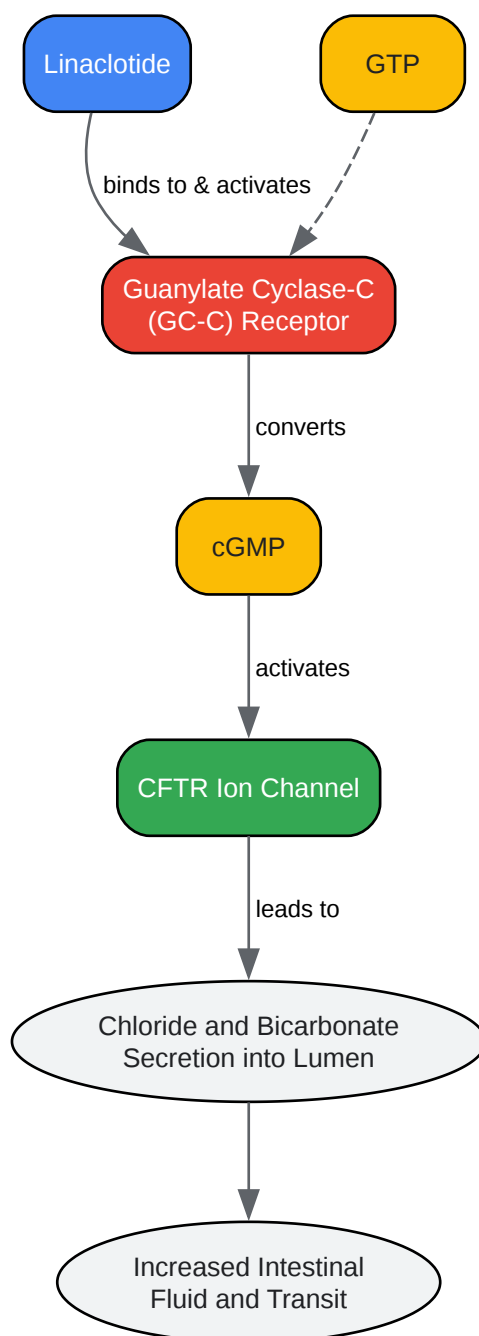 Linaclotide
GTP
binds to & activates
Guanylate Cyclase-C
(GC-C) Receptor
converts
cGMP
activates
CFTR Ion Channel
leads to
Chloride and Bicarbonate
Secretion into Lumen
Increased Intestinal
Fluid and Transit